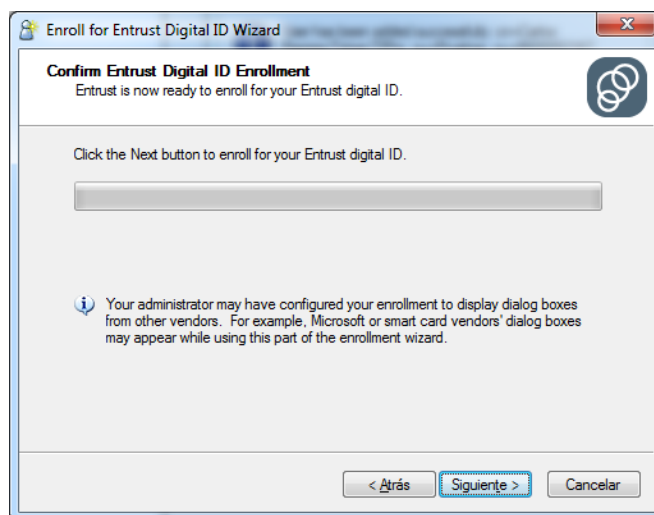 Enroll for Entrust Digital ID Wizard
Confirm Entrust Digital ID Enrollment
Entrust is now ready to enroll for your Entrust digital ID.
Click the Next button to enroll for your Entrust digital ID.
Your administrator may have configured your enrollment to display dialog boxes
from other vendors.  For example, Microsoft or smart card vendors' dialog boxes
may appear while using this part of the enrollment wizard.
< Atrás
Siguiente >
Cancelar